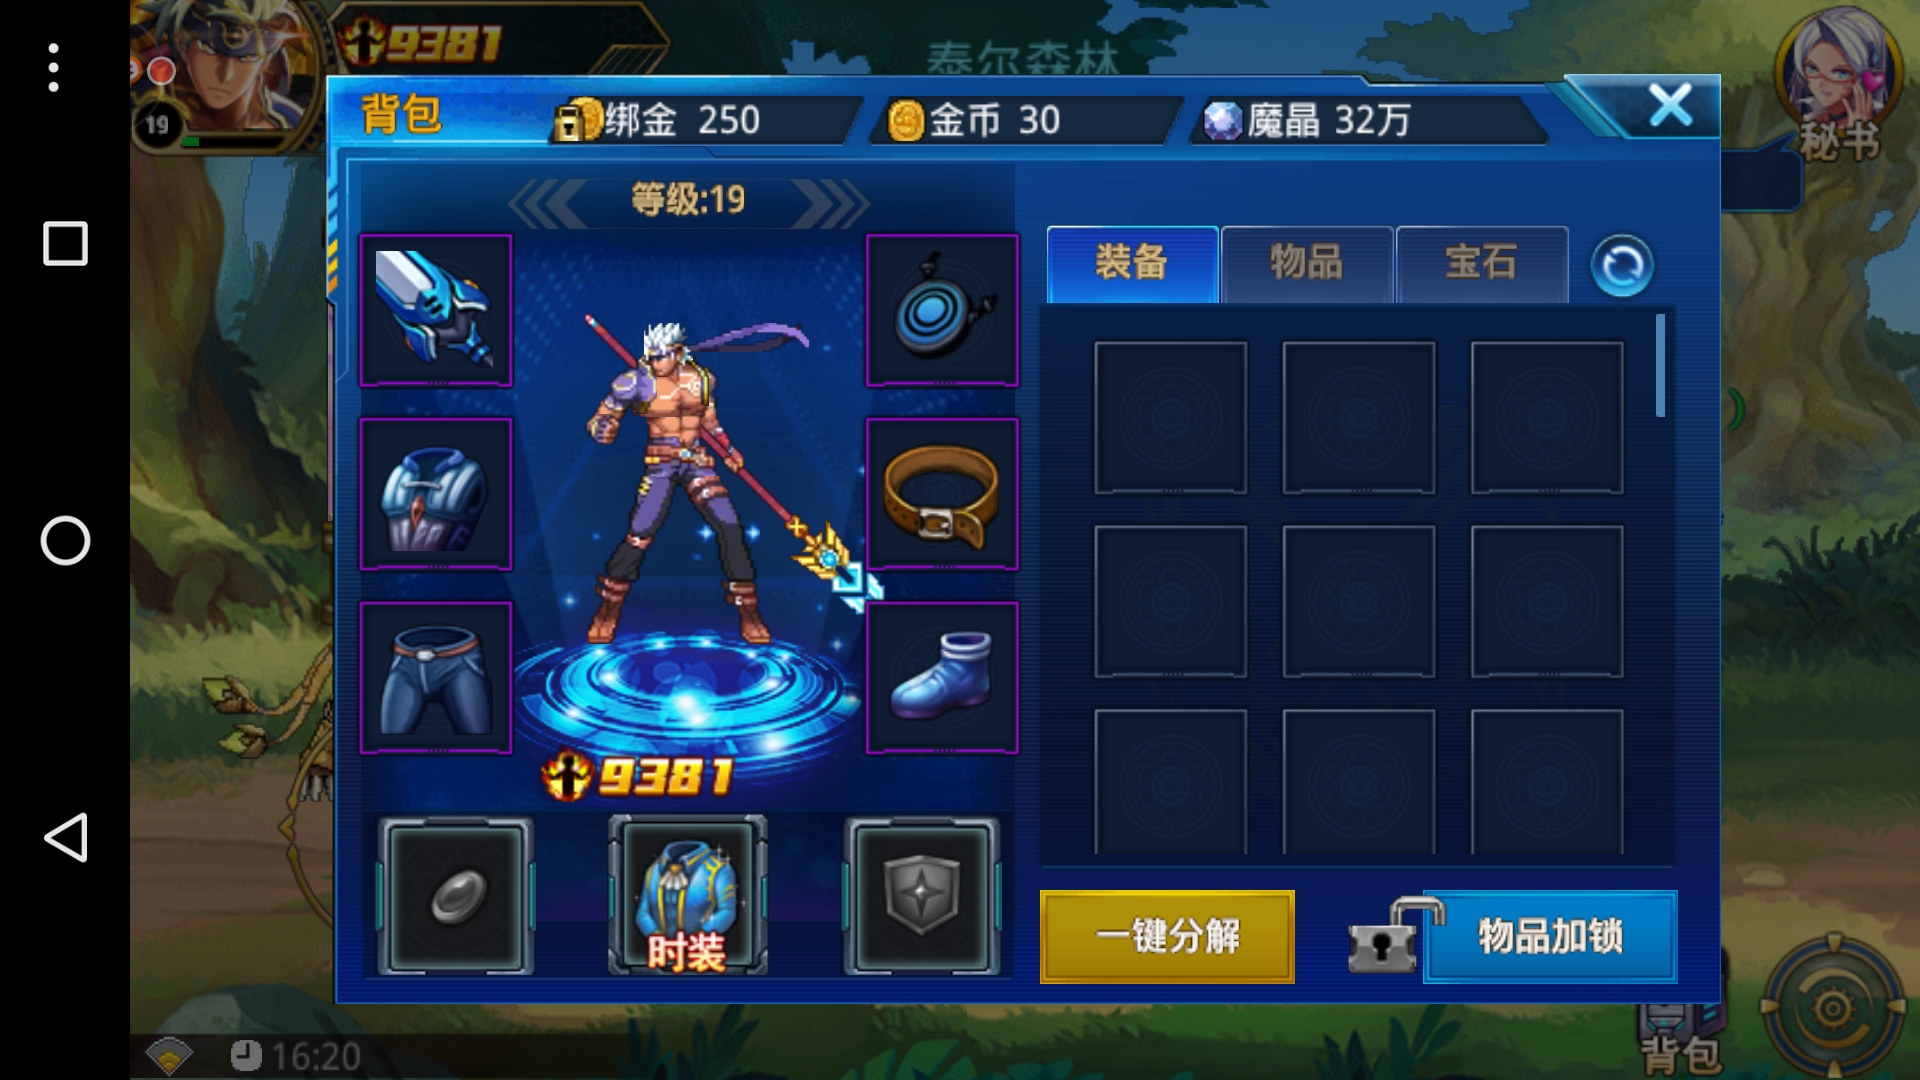 9381
泰尔森林
19
背包
绑金 250
金币 30
魔晶 32万
秘书
等级:19
装备
物品
宝石
9381
时装
一键分解
物品加锁
背包
16:20